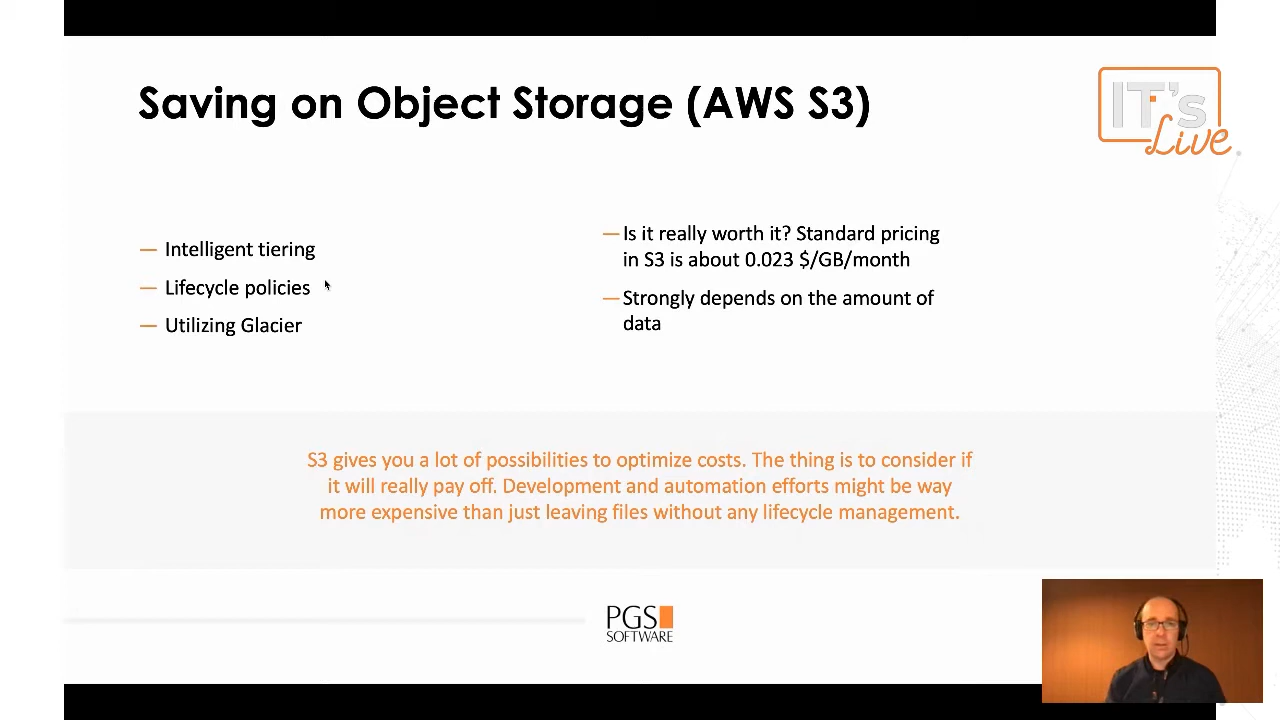 Saving on Object Storage (AWS S3)
IT's
Live
— Intelligent tiering
— Lifecycle policies
— Utilizing Glacier
— Is it really worth it? Standard pricing
in S3 is about 0.023 $/GB/month
— Strongly depends on the amount of
data
S3 gives you a lot of possibilities to optimize costs. The thing is to consider if
it will really pay off. Development and automation efforts might be way
more expensive than just leaving files without any lifecycle management.
PGS
SOFTWARE